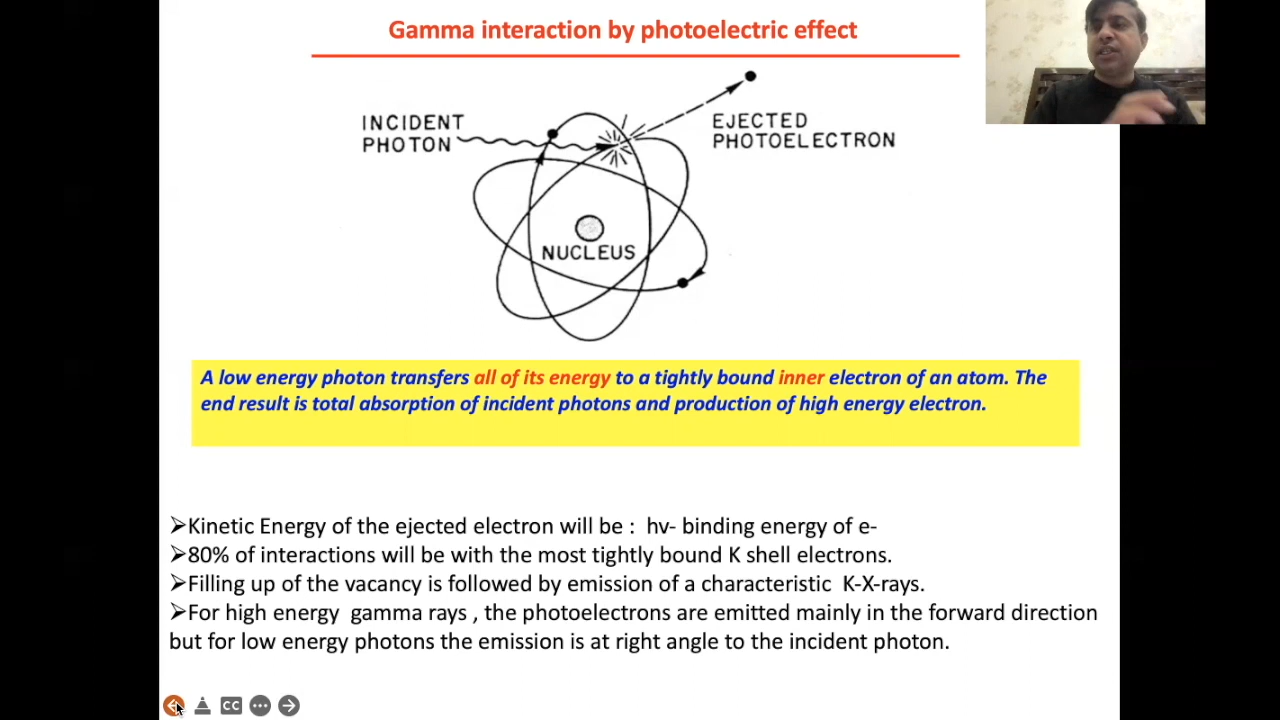 Gamma interaction by photoelectric effect
INCIDENT
PHOTON
EJECTED
PHOTOELECTRON
NUCLEUS
A low energy photon transfers all of its energy to a tightly bound inner electron of an atom. The
end result is total absorption of incident photons and production of high energy electron.
➢Kinetic Energy of the ejected electron will be : hv- binding energy of e-
➢80% of interactions will be with the most tightly bound K shell electrons.
➢Filling up of the vacancy is followed by emission of a characteristic K-X-rays.
➢For high energy gamma rays , the photoelectrons are emitted mainly in the forward direction
but for low energy photons the emission is at right angle to the incident photon.
CC